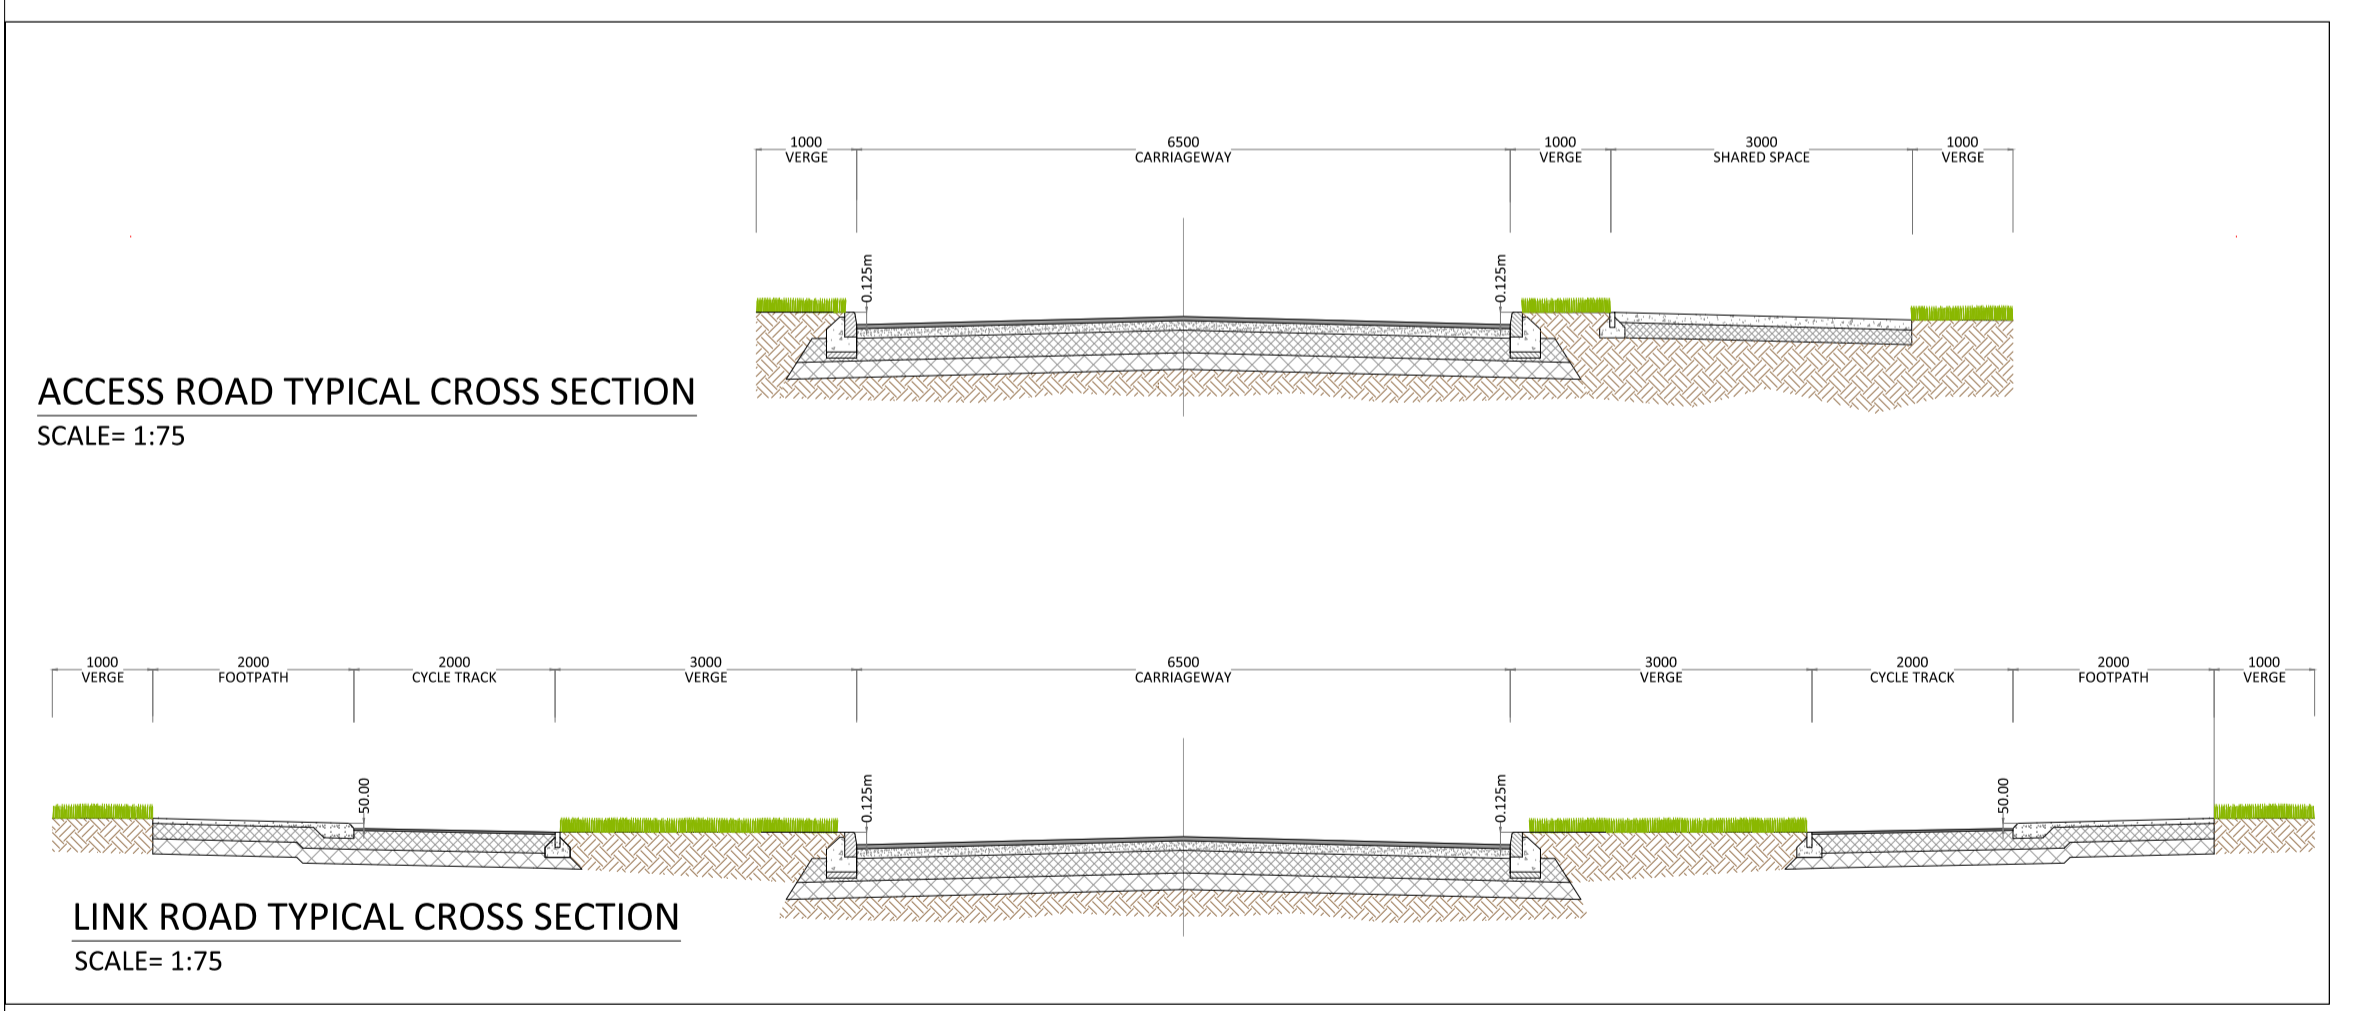 1000 6500 1000 3000 1000
VERGE CARRIAGEWAY VERGE SHARED SPACE VERGE
0.125m 0.125m
ACCESS ROAD TYPICAL CROSS SECTION
SCALE= 1:75
1000 2000 2000 3000 6500 3000 2000 2000 1000
VERGE FOOTPATH CYCLE TRACK VERGE CARRIAGEWAY VERGE CYCLE TRACK FOOTPATH VERGE
50.00 0.125m 0.125m 50.00
LINK ROAD TYPICAL CROSS SECTION
SCALE= 1:75